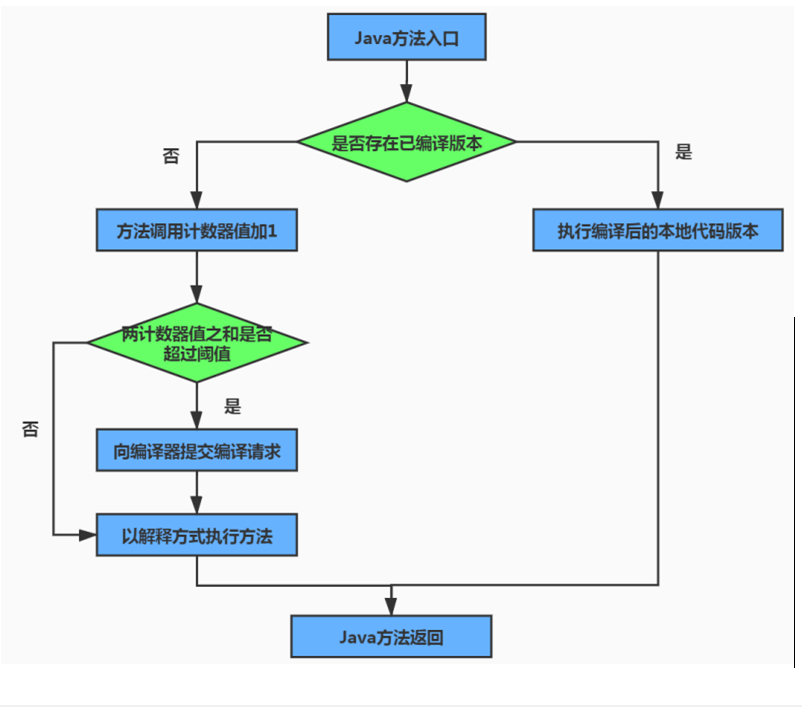 Java方法入口
是否存在已编译版本
否
是
方法调用计数器值加1
执行编译后的本地代码版本
两计数器值之和是否
超过阈值
是
否
向编译器提交编译请求
以解释方式执行方法
Java方法返回